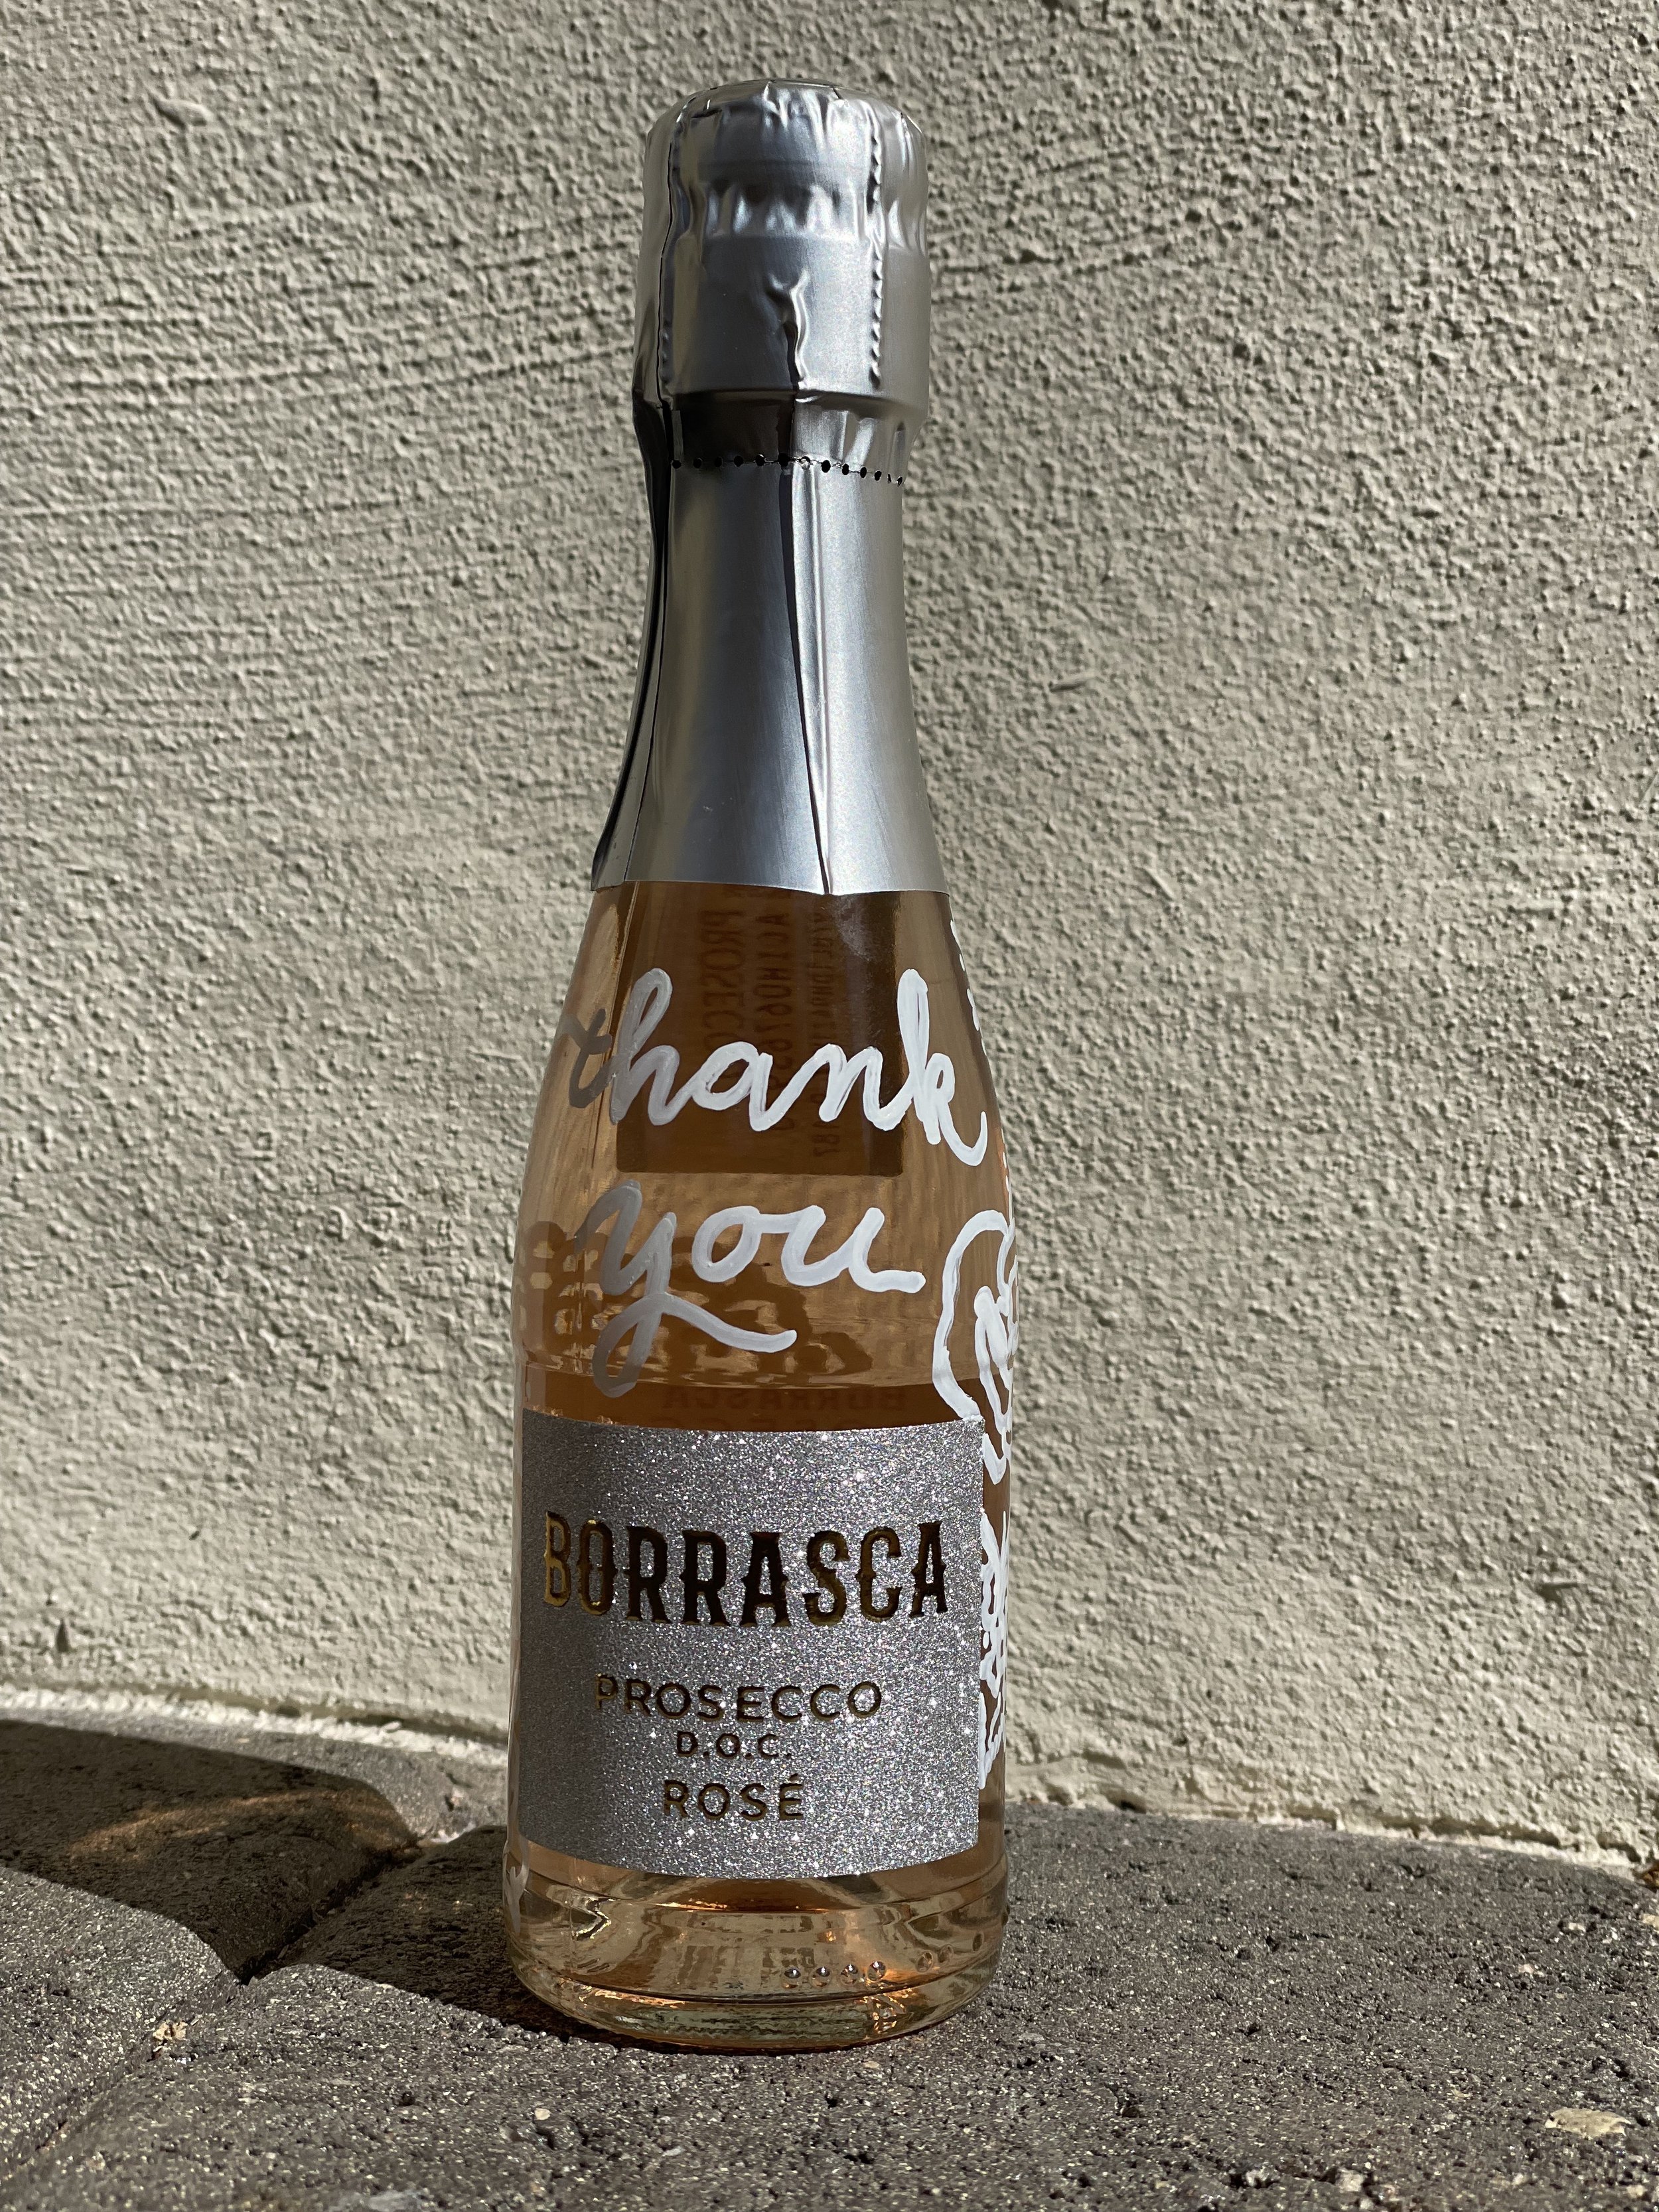 thank
you
BORRASCA
PROSECCO
D.O.C.
ROSÉ